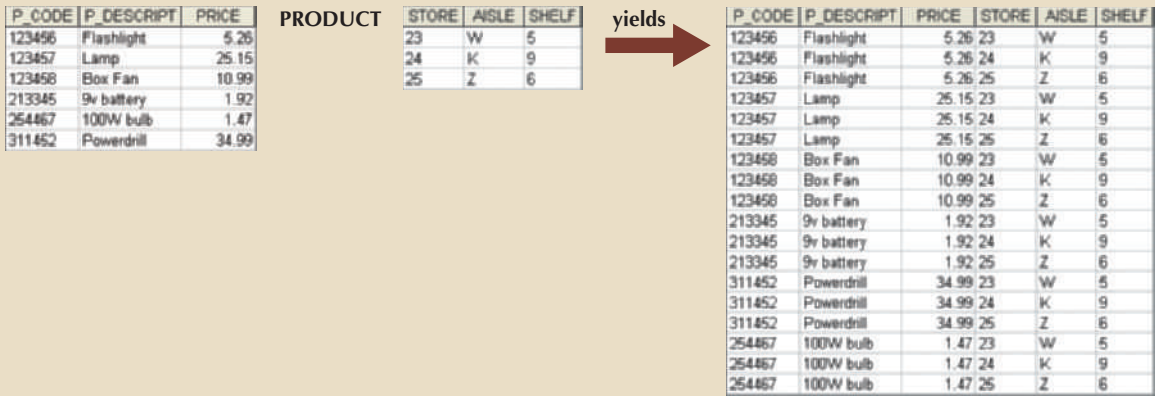 P_CODE P_DESCRIPT PRICE
123456 Flashlight 5.26
123457 Lamp 25.15
123458 Box Fan 10.99
213345 9v battery 1.92
254467 100W bulb 1.47
311452 Powerdrill 34.99
PRODUCT
STORE AISLE SHELF
23 W 5
24 K 9
25 Z 6
yields
P_CODE P_DESCRIPT PRICE STORE AISLE SHELF
123456 Flashlight 5.26 23 W 5
123456 Flashlight 5.26 24 K 9
123456 Flashlight 5.26 25 Z 6
123457 Lamp 25.15 23 W 5
123457 Lamp 25.15 24 K 9
123457 Lamp 25.15 25 Z 6
123458 Box Fan 10.99 23 W 5
123458 Box Fan 10.99 24 K 9
123458 Box Fan 10.99 25 Z 6
213345 9v battery 1.92 23 W 5
213345 9v battery 1.92 24 K 9
213345 9v battery 1.92 25 Z 6
311452 Powerdrill 34.99 23 W 5
311452 Powerdrill 34.99 24 K 9
311452 Powerdrill 34.99 25 Z 6
254467 100W bulb 1.47 23 W 5
254467 100W bulb 1.47 24 K 9
254467 100W bulb 1.47 25 Z 6